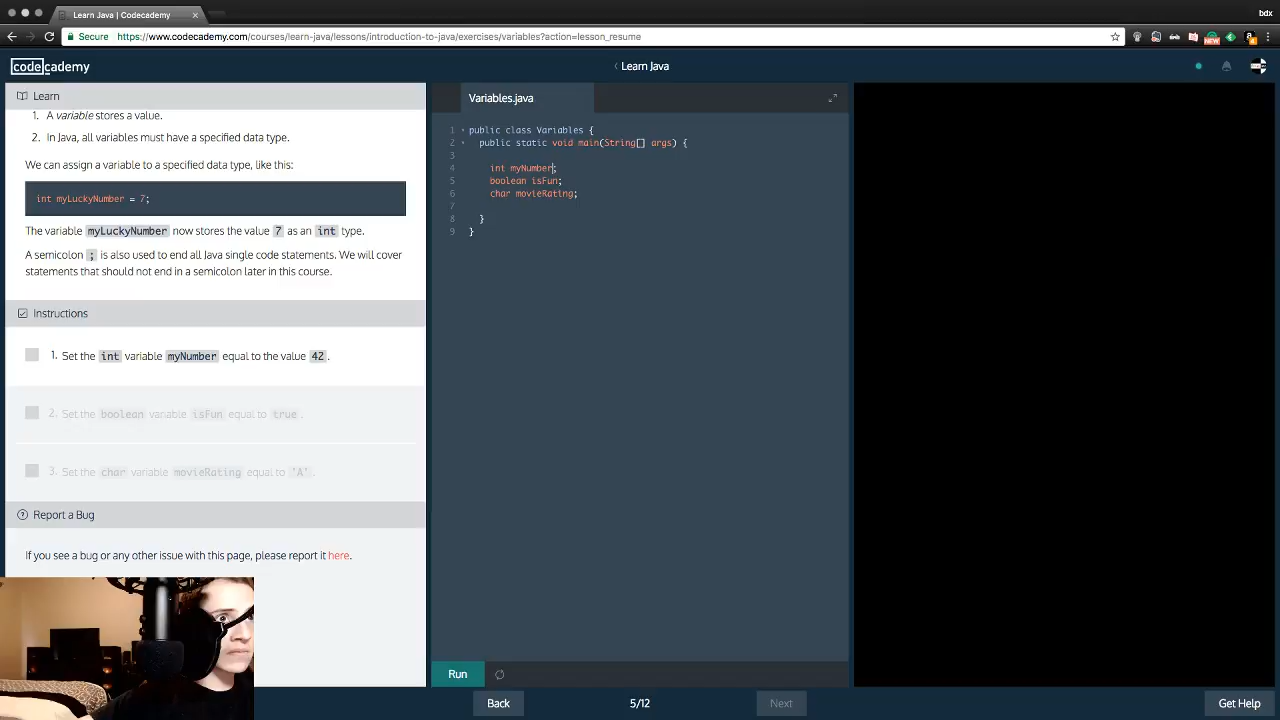 Learn Java | Codecademy
bdx
Secure https://www.codecademy.com/courses/learn-java/lessons/introduction-to-java/exercises/variables?action=lesson_resume
codecademy
Learn Java
Learn
1. A variable stores a value.
2. In Java, all variables must have a specified data type.
We can assign a variable to a specified data type, like this:
int myLuckyNumber = 7;
The variable myLuckyNumber now stores the value 7 as an int type.
A semicolon ; is also used to end all Java single code statements. We will cover
statements that should not end in a semicolon later in this course.
Instructions
1. Set the int variable myNumber equal to the value 42.
2. Set the boolean variable isFun equal to true.
3. Set the char variable movieRating equal to 'A'.
Report a Bug
If you see a bug or any other issue with this page, please report it here.
Variables.java
1 public class Variables {
2 public static void main(String[] args) {
3
4 int myNumber;
5 boolean isFun;
6 char movieRating;
7
8 }
9 }
Run
Back
5/12
Next
Get Help